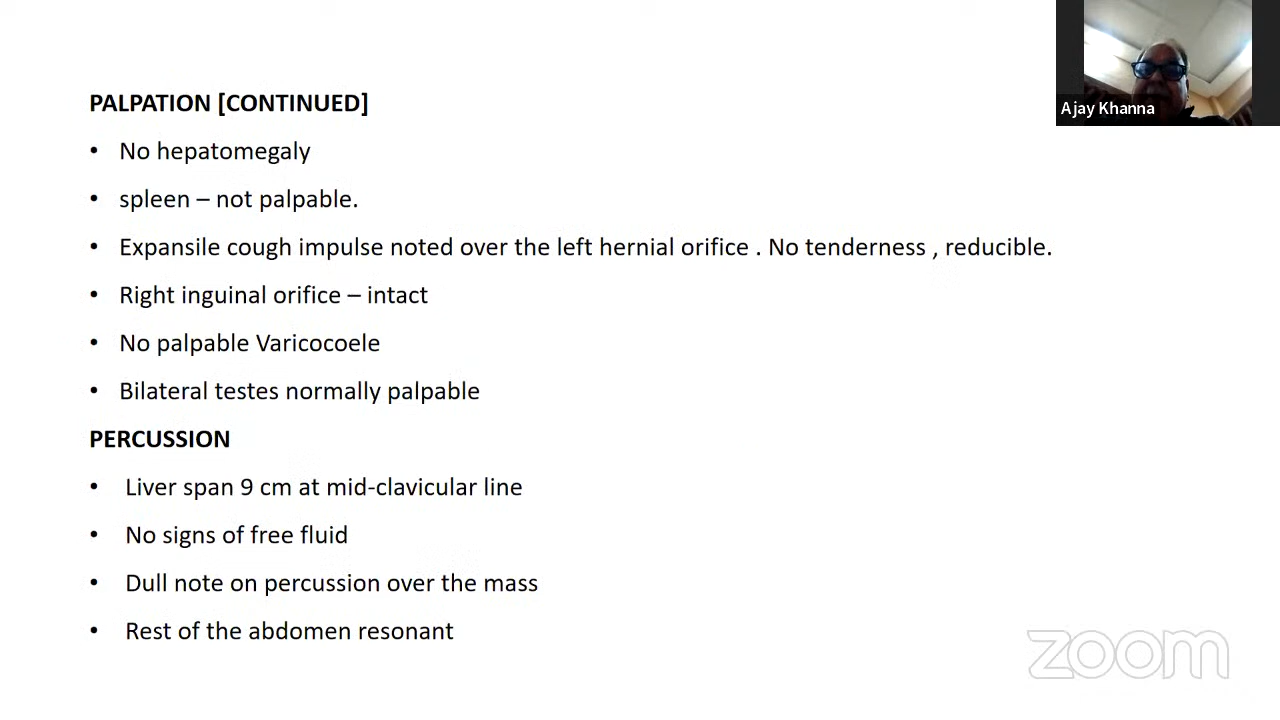 PALPATION [CONTINUED]
• No hepatomegaly
• spleen – not palpable.
• Expansile cough impulse noted over the left hernial orifice . No tenderness , reducible.
• Right inguinal orifice – intact
• No palpable Varicocoele
• Bilateral testes normally palpable
PERCUSSION
• Liver span 9 cm at mid-clavicular line
• No signs of free fluid
• Dull note on percussion over the mass
• Rest of the abdomen resonant
Ajay Khanna
zoom